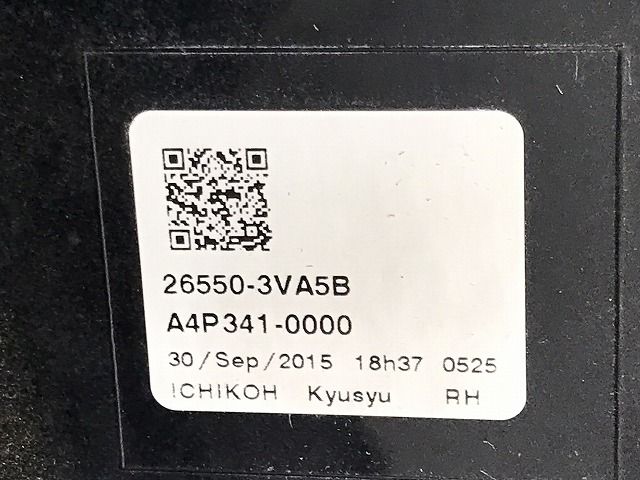 26550-3VA5B
A4P341-0000
30/Sep/2015 18h37 0525
ICHIKOH Kyusyu RH